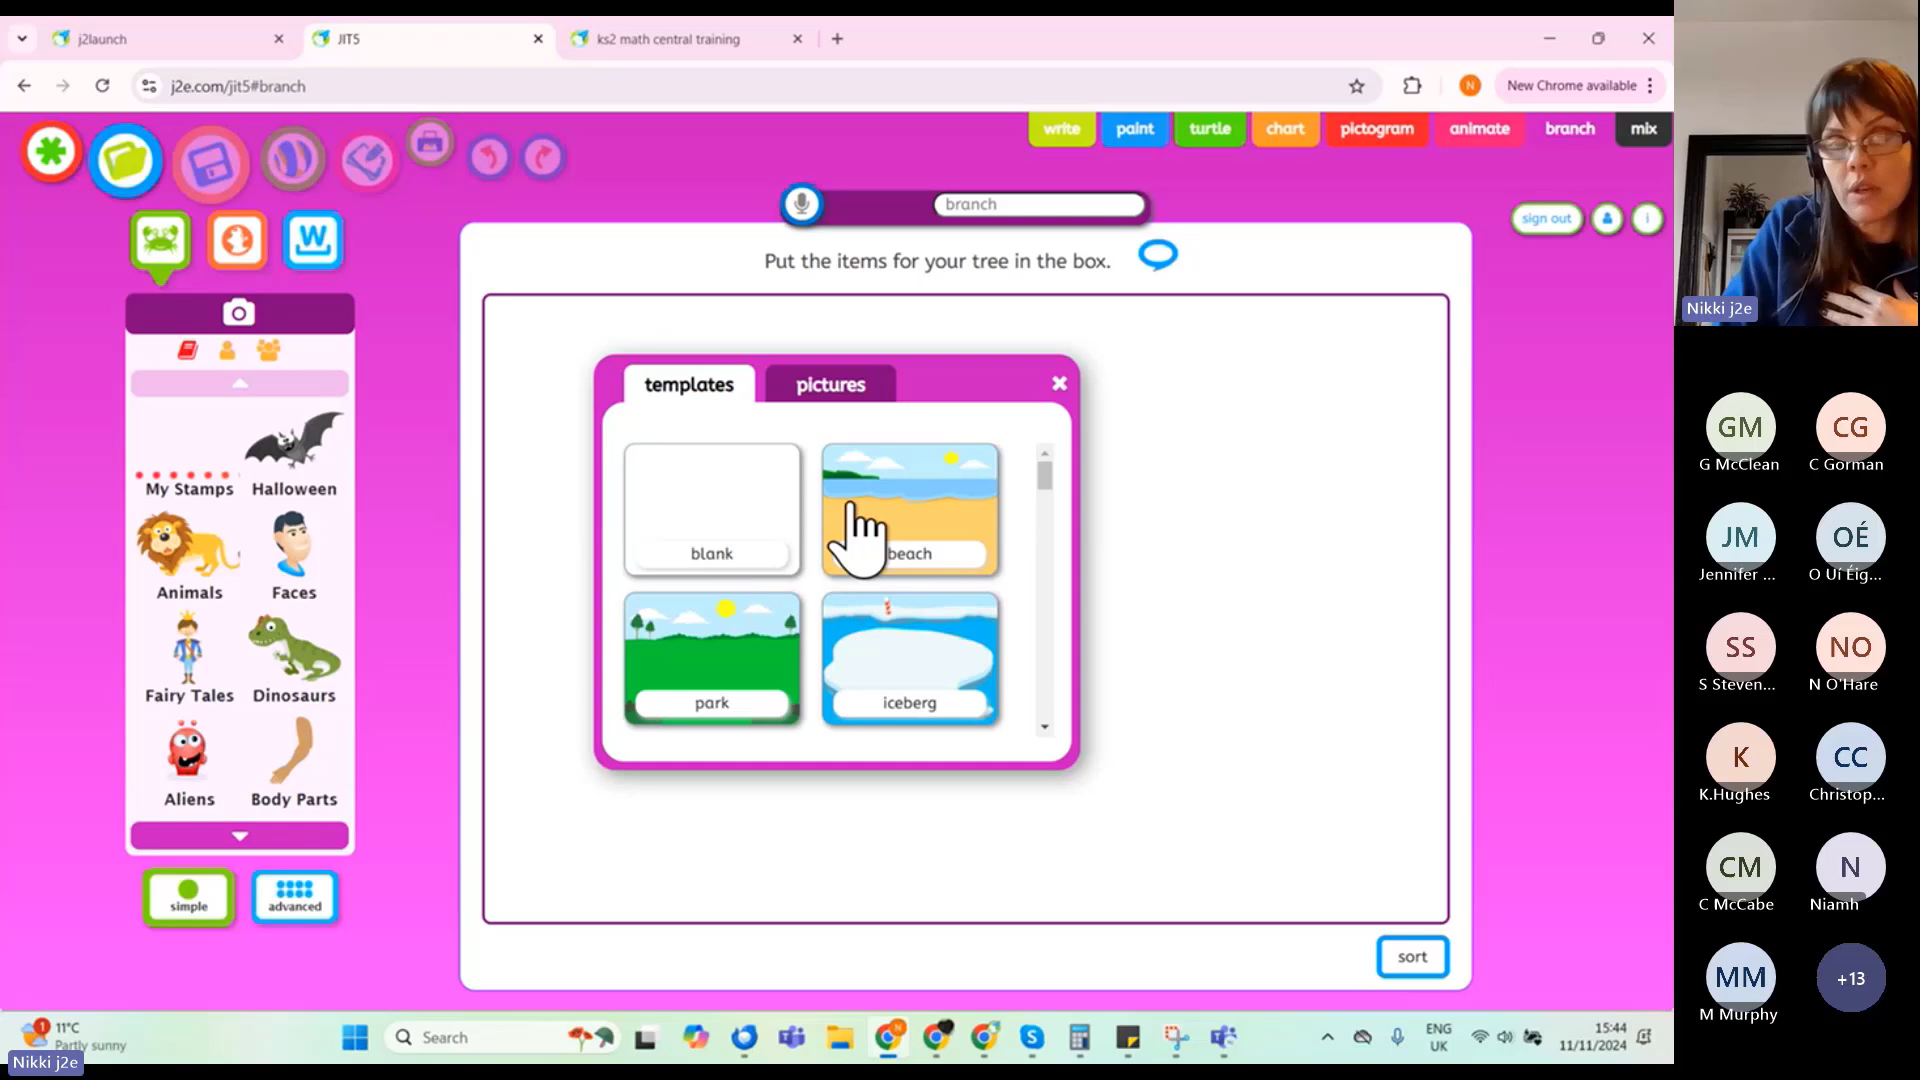 j2launch
JIT5
ks2 math central training
j2e.com/jit5#branch
N
New Chrome available
write
paint
turtle
chart
pictogram
animate
branch
mix
branch
sign out
i
W
Put the items for your tree in the box.
templates
pictures
blank
beach
park
iceberg
My Stamps
Halloween
Animals
Faces
Fairy Tales
Dinosaurs
Aliens
Body Parts
simple
advanced
sort
Nikki j2e
GM
CG
G McClean
C Gorman
JM
OÉ
Jennifer ...
O Uí Éig...
SS
NO
S Steven...
N O'Hare
K
CC
K.Hughes
Christop...
CM
N
C McCabe
Niamh
MM
+13
M Murphy
1
11°C
Partly sunny
Search
ENG
UK
15:44
11/11/2024
Nikki j2e